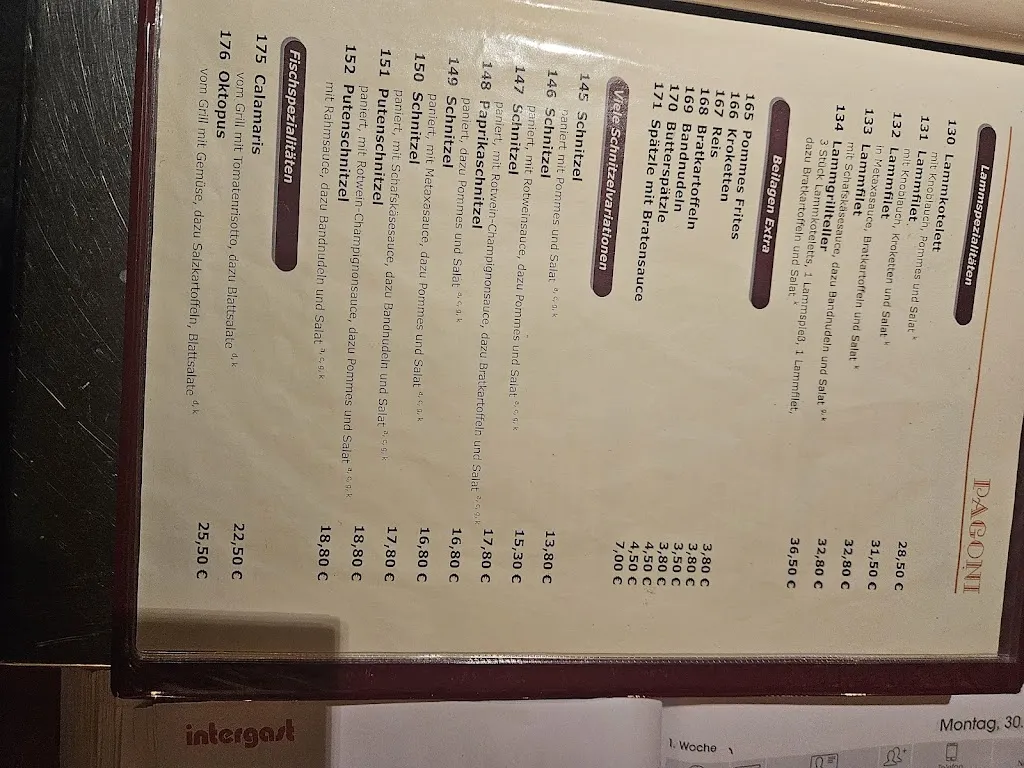 PAGONI
Lammspezialitäten
130 Lammkotelett
mit Knoblauch, Pommes und Salat k 28,50 €
131 Lammfilet
mit Knoblauch, Kroketten und Salat k 31,50 €
132 Lammfilet
in Metaxasauce, Bratkartoffeln und Salat k 32,80 €
133 Lammfilet
mit Schafskäsesauce, dazu Bandnudeln und Salat g, k 32,80 €
134 Lammgrillteller
3 Stück Lammkoteletts, 1 Lammspieß, 1 Lammfilet,
dazu Bratkartoffeln und Salat k 36,50 €
Beilagen Extra
165 Pommes Frites 3,80 €
166 Kroketten 3,80 €
167 Reis 3,50 €
168 Bratkartoffeln 3,80 €
169 Bandnudeln 4,50 €
170 Butterspätzle 4,50 €
171 Spätzle mit Bratensauce 7,00 €
Viele Schnitzelvariationen
145 Schnitzel
paniert mit Pommes und Salat a, c, g, k 13,80 €
146 Schnitzel
paniert, mit Rotweinsauce, dazu Pommes und Salat a, c, g, k 15,30 €
147 Schnitzel
paniert, mit Rotwein-Champignonsauce, dazu Bratkartoffeln und Salat a, c, g, k 17,80 €
148 Paprikaschnitzel
paniert, dazu Pommes und Salat a, c, g, k 16,80 €
149 Schnitzel
paniert, mit Metaxasauce, dazu Pommes und Salat a, c, g, k 16,80 €
150 Schnitzel
paniert, mit Schafskäsesauce, dazu Bandnudeln und Salat a, c, g, k 17,80 €
151 Putenschnitzel
paniert, mit Rotwein-Champignonsauce, dazu Pommes und Salat a, c, g, k 18,80 €
152 Putenschnitzel
mit Rahmsauce, dazu Bandnudeln und Salat a, c, g, k 18,80 €
Fischspezialitäten
175 Calamaris
vom Grill mit Tomatenrisotto, dazu Blattsalate d, k 22,50 €
176 Oktopus
vom Grill mit Gemüse, dazu Salzkartoffeln, Blattsalate d, k 25,50 €
intergast
Montag, 30.
1. Woche
Telefon